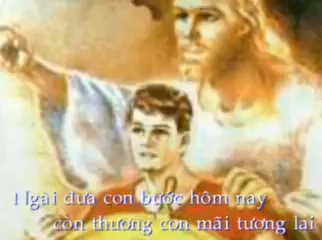 Ngài đưa con bước hôm nay
còn thương con mãi tương lai